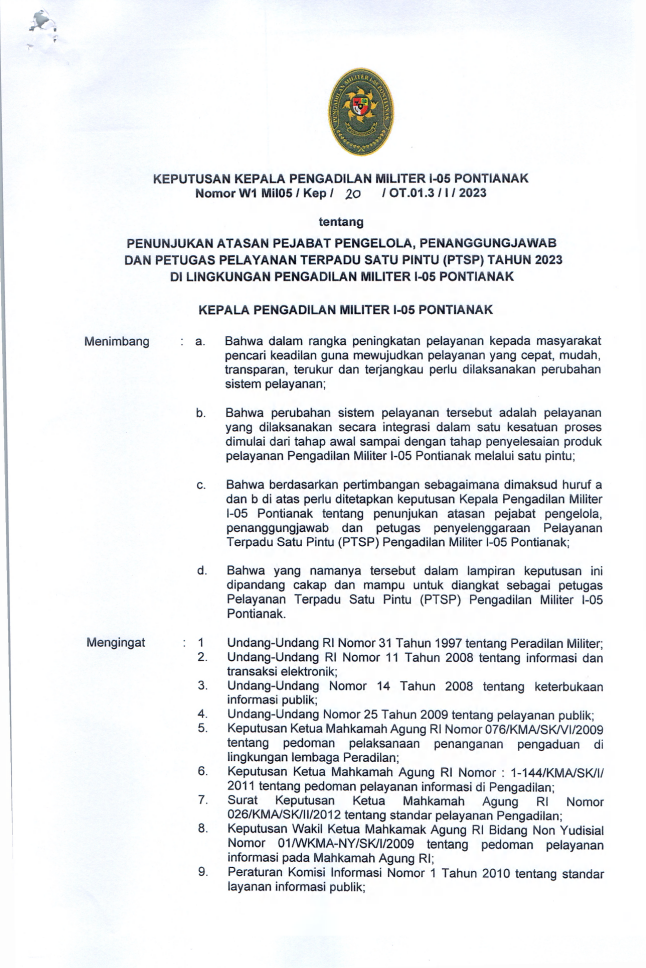 PENGADILAN MILITER I-05 PONTIANAK
KEPUTUSAN KEPALA PENGADILAN MILITER I-05 PONTIANAK
Nomor W1 Mil05 / Kep / 20 / OT.01.3 / I / 2023
tentang
PENUNJUKAN ATASAN PEJABAT PENGELOLA, PENANGGUNGJAWAB
DAN PETUGAS PELAYANAN TERPADU SATU PINTU (PTSP) TAHUN 2023
DI LINGKUNGAN PENGADILAN MILITER I-05 PONTIANAK
KEPALA PENGADILAN MILITER I-05 PONTIANAK
Menimbang : a. Bahwa dalam rangka peningkatan pelayanan kepada masyarakat
pencari keadilan guna mewujudkan pelayanan yang cepat, mudah,
transparan, terukur dan terjangkau perlu dilaksanakan perubahan
sistem pelayanan;
b. Bahwa perubahan sistem pelayanan tersebut adalah pelayanan
yang dilaksanakan secara integrasi dalam satu kesatuan proses
dimulai dari tahap awal sampai dengan tahap penyelesaian produk
pelayanan Pengadilan Militer I-05 Pontianak melalui satu pintu;
c. Bahwa berdasarkan pertimbangan sebagaimana dimaksud huruf a
dan b di atas perlu ditetapkan keputusan Kepala Pengadilan Militer
I-05 Pontianak tentang penunjukan atasan pejabat pengelola,
penanggungjawab dan petugas penyelenggaraan Pelayanan
Terpadu Satu Pintu (PTSP) Pengadilan Militer I-05 Pontianak;
d. Bahwa yang namanya tersebut dalam lampiran keputusan ini
dipandang cakap dan mampu untuk diangkat sebagai petugas
Pelayanan Terpadu Satu Pintu (PTSP) Pengadilan Militer I-05
Pontianak.
Mengingat : 1 Undang-Undang RI Nomor 31 Tahun 1997 tentang Peradilan Militer;
2. Undang-Undang RI Nomor 11 Tahun 2008 tentang informasi dan
transaksi elektronik;
3. Undang-Undang Nomor 14 Tahun 2008 tentang keterbukaan
informasi publik;
4. Undang-Undang Nomor 25 Tahun 2009 tentang pelayanan publik;
5. Keputusan Ketua Mahkamah Agung RI Nomor 076/KMA/SK/VI/2009
tentang pedoman pelaksanaan penanganan pengaduan di
lingkungan lembaga Peradilan;
6. Keputusan Ketua Mahkamah Agung RI Nomor : 1-144/KMA/SK/I/
2011 tentang pedoman pelayanan informasi di Pengadilan;
7. Surat Keputusan Ketua Mahkamah Agung RI Nomor
026/KMA/SK/II/2012 tentang standar pelayanan Pengadilan;
8. Keputusan Wakil Ketua Mahkamak Agung RI Bidang Non Yudisial
Nomor 01/WKMA-NY/SK/I/2009 tentang pedoman pelayanan
informasi pada Mahkamah Agung RI;
9. Peraturan Komisi Informasi Nomor 1 Tahun 2010 tentang standar
layanan informasi publik;